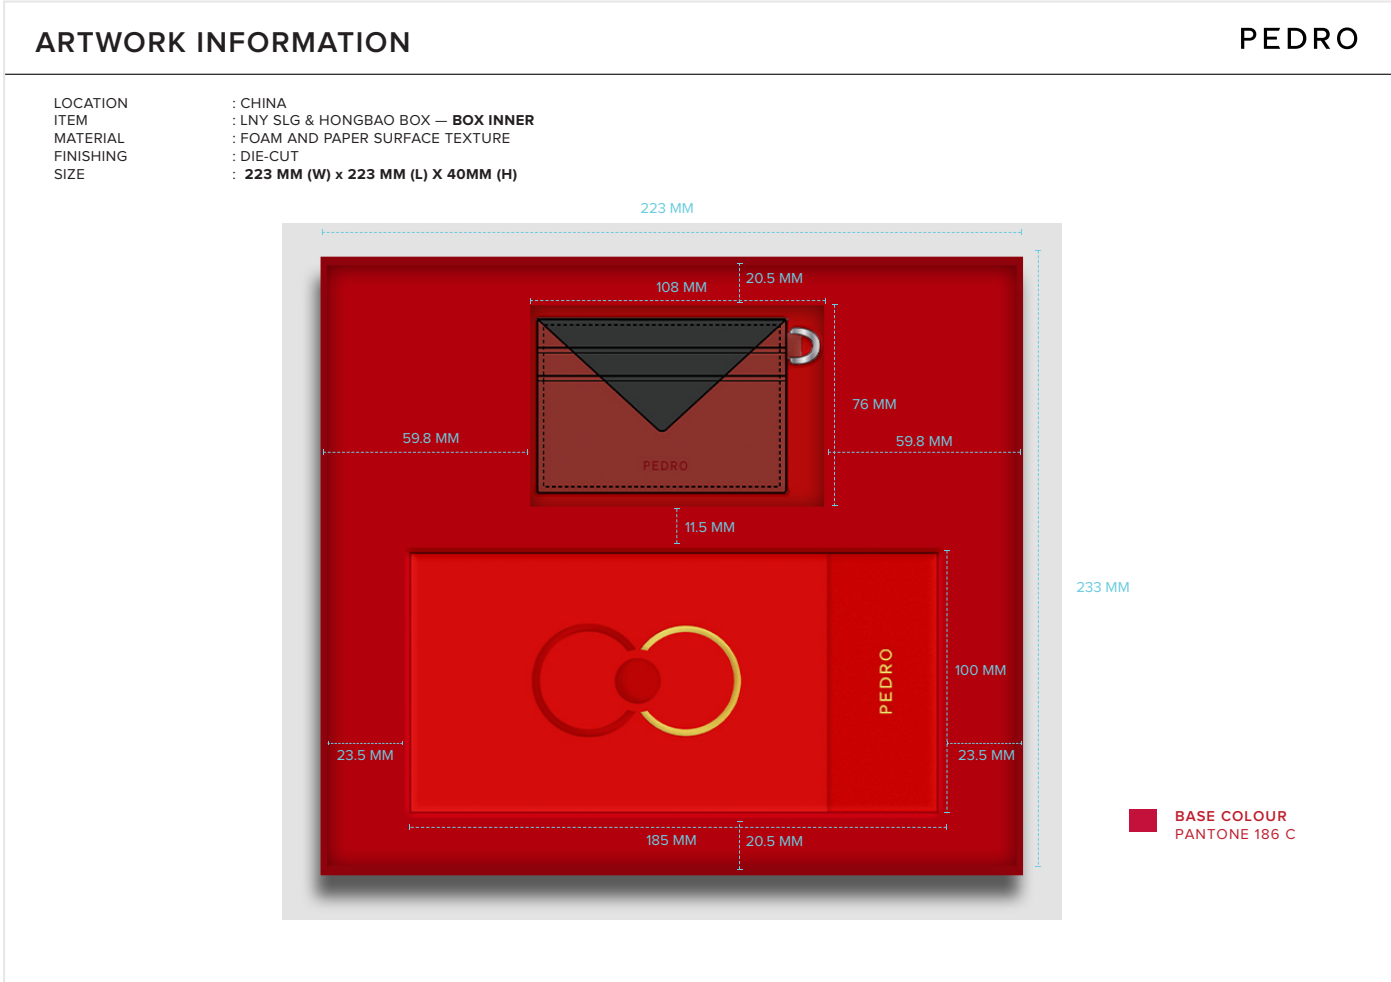 ARTWORK INFORMATION
PEDRO
LOCATION : CHINA
ITEM : LNY SLG & HONGBAO BOX — BOX INNER
MATERIAL : FOAM AND PAPER SURFACE TEXTURE
FINISHING : DIE-CUT
SIZE : 223 MM (W) x 223 MM (L) X 40MM (H)
223 MM
20.5 MM
108 MM
76 MM
59.8 MM
59.8 MM
PEDRO
11.5 MM
233 MM
PEDRO
100 MM
23.5 MM
23.5 MM
185 MM
20.5 MM
BASE COLOUR
PANTONE 186 C